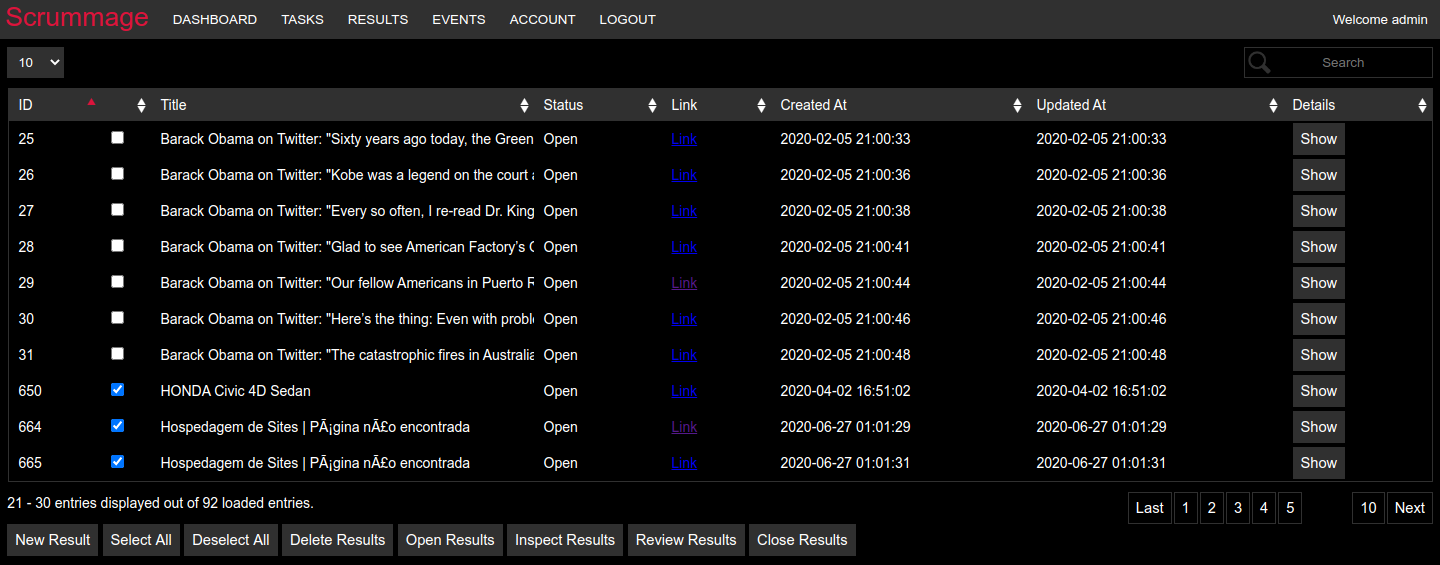 Scrummage DASHBOARD TASKS RESULTS EVENTS ACCOUNT LOGOUT Welcome admin
10 Search
ID Title Status Link Created At Updated At Details
25 Barack Obama on Twitter: "Sixty years ago today, the Green Open Link 2020-02-05 21:00:33 2020-02-05 21:00:33 Show
26 Barack Obama on Twitter: "Kobe was a legend on the court a Open Link 2020-02-05 21:00:36 2020-02-05 21:00:36 Show
27 Barack Obama on Twitter: "Every so often, I re-read Dr. King Open Link 2020-02-05 21:00:38 2020-02-05 21:00:38 Show
28 Barack Obama on Twitter: "Glad to see American Factory's Open Link 2020-02-05 21:00:41 2020-02-05 21:00:41 Show
29 Barack Obama on Twitter: "Our fellow Americans in Puerto R Open Link 2020-02-05 21:00:44 2020-02-05 21:00:44 Show
30 Barack Obama on Twitter: "Here's the thing: Even with proble Open Link 2020-02-05 21:00:46 2020-02-05 21:00:46 Show
31 Barack Obama on Twitter: "The catastrophic fires in Australia Open Link 2020-02-05 21:00:48 2020-02-05 21:00:48 Show
650 HONDA Civic 4D Sedan Open Link 2020-04-02 16:51:02 2020-04-02 16:51:02 Show
664 Hospedagem de Sites | PÃ¡gina nÃ£o encontrada Open Link 2020-06-27 01:01:29 2020-06-27 01:01:29 Show
665 Hospedagem de Sites | PÃ¡gina nÃ£o encontrada Open Link 2020-06-27 01:01:31 2020-06-27 01:01:31 Show
21 - 30 entries displayed out of 92 loaded entries. Last 1 2 3 4 5 10 Next
New Result Select All Deselect All Delete Results Open Results Inspect Results Review Results Close Results